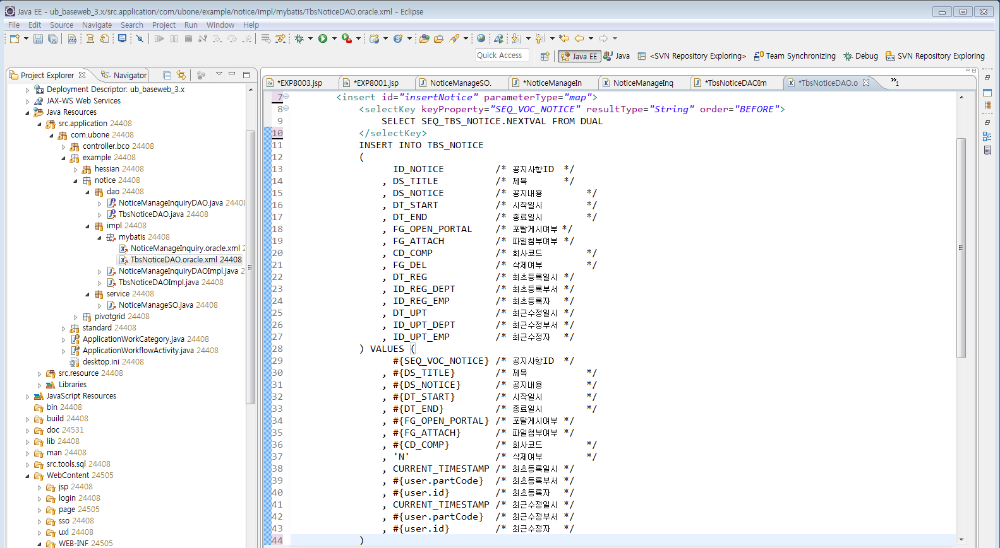 Java EE - ub_baseweb_3.x/src.application/com/ubone/example/notice/impl/mybatis/TbsNoticeDAO.oracle.xml - Eclipse
File Edit Source Navigate Search Project Run Window Help
Quick Access
Java EE Java <SVN Repository Exploring> Team Synchronizing Debug SVN Repository Exploring
Project Explorer Navigator
Deployment Descriptor: ub_baseweb_3.x
JAX-WS Web Services
Java Resources
src.application 24408
com.ubone 24408
controller.bco 24408
example 24408
hessian 24408
notice 24408
dao 24408
NoticeManageInquiryDAO.java 2440
TbsNoticeDAO.java 24408
impl 24408
mybatis 24408
NoticeManageInquiry.oracle.xml 2
TbsNoticeDAO.oracle.xml 24408
NoticeManageInquiryDAOImpl.java 2
TbsNoticeDAOImpl.java 24408
service 24408
NoticeManageSO.java 24408
pivotgrid 24408
standard 24408
ApplicationWorkCategory.java 24408
ApplicationWorkflowActivity.java 24408
desktop.ini 24408
src.resource 24408
Libraries
JavaScript Resources
bin 24408
build 24408
doc 24531
lib 24408
man 24408
src.tools.sql 24408
WebContent 24505
jsp 24408
login 24408
page 24505
sso 24408
uxl 24408
WEB-INF 24505
*EXP8003.jsp *EXP8001.jsp NoticeManageSO. *NoticeManageIn NoticeManageInq *TbsNoticeDAOIm *TbsNoticeDAO.o »1
7 <insert id="insertNotice" parameterType="map">
8 <selectKey keyProperty="SEQ_VOC_NOTICE" resultType="String" order="BEFORE">
9 SELECT SEQ_TBS_NOTICE.NEXTVAL FROM DUAL
10 </selectKey>
11 INSERT INTO TBS_NOTICE
12 (
13 ID_NOTICE /* 공지사항ID */
14 , DS_TITLE /* 제목 */
15 , DS_NOTICE /* 공지내용 */
16 , DT_START /* 시작일시 */
17 , DT_END /* 종료일시 */
18 , FG_OPEN_PORTAL /* 포탈게시여부 */
19 , FG_ATTACH /* 파일첨부여부 */
20 , CD_COMP /* 회사코드 */
21 , FG_DEL /* 삭제여부 */
22 , DT_REG /* 최초등록일시 */
23 , ID_REG_DEPT /* 최초등록부서 */
24 , ID_REG_EMP /* 최초등록자 */
25 , DT_UPT /* 최근수정일시 */
26 , ID_UPT_DEPT /* 최근수정부서 */
27 , ID_UPT_EMP /* 최근수정자 */
28 ) VALUES (
29 #{SEQ_VOC_NOTICE} /* 공지사항ID */
30 , #{DS_TITLE} /* 제목 */
31 , #{DS_NOTICE} /* 공지내용 */
32 , #{DT_START} /* 시작일시 */
33 , #{DT_END} /* 종료일시 */
34 , #{FG_OPEN_PORTAL} /* 포탈게시여부 */
35 , #{FG_ATTACH} /* 파일첨부여부 */
36 , #{CD_COMP} /* 회사코드 */
37 , 'N' /* 삭제여부 */
38 , CURRENT_TIMESTAMP /* 최초등록일시 */
39 , #{user.partCode} /* 최초등록부서 */
40 , #{user.id} /* 최초등록자 */
41 , CURRENT_TIMESTAMP /* 최근수정일시 */
42 , #{user.partCode} /* 최근수정부서 */
43 , #{user.id} /* 최근수정자 */
44 )